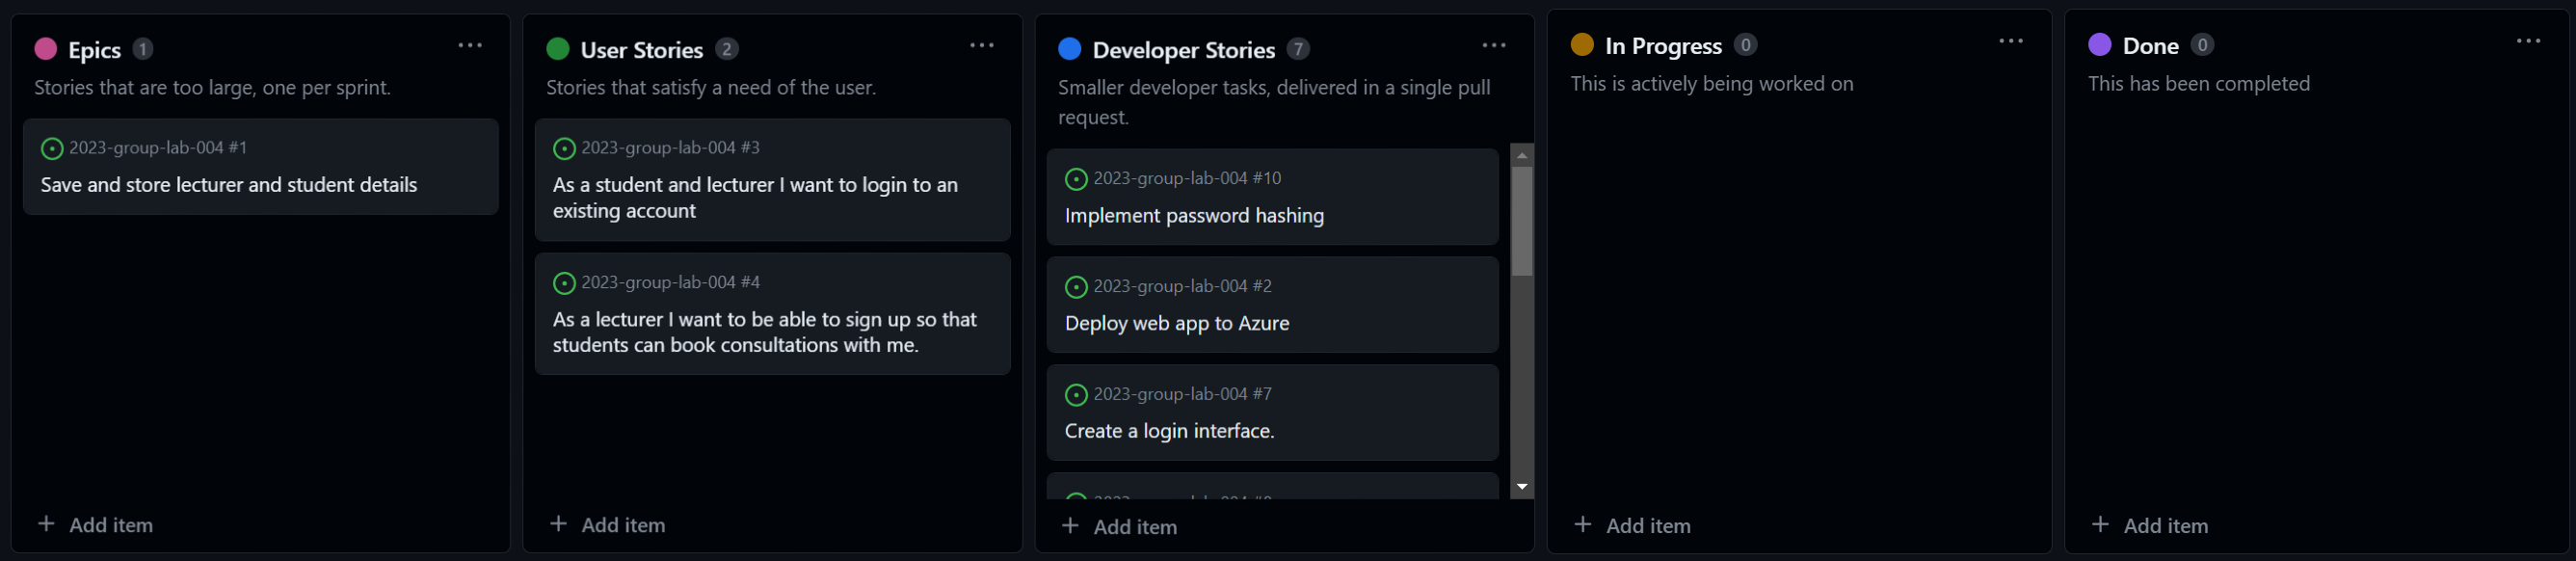 Epics 1
Stories that are too large, one per sprint.
2023-group-lab-004 #1
Save and store lecturer and student details
Add item
User Stories 2
Stories that satisfy a need of the user.
2023-group-lab-004 #3
As a student and lecturer I want to login to an
existing account
2023-group-lab-004 #4
As a lecturer I want to be able to sign up so that
students can book consultations with me.
Add item
Developer Stories 7
Smaller developer tasks, delivered in a single pull
request.
2023-group-lab-004 #10
Implement password hashing
2023-group-lab-004 #2
Deploy web app to Azure
2023-group-lab-004 #7
Create a login interface.
Add item
In Progress 0
This is actively being worked on
Add item
Done 0
This has been completed
Add item